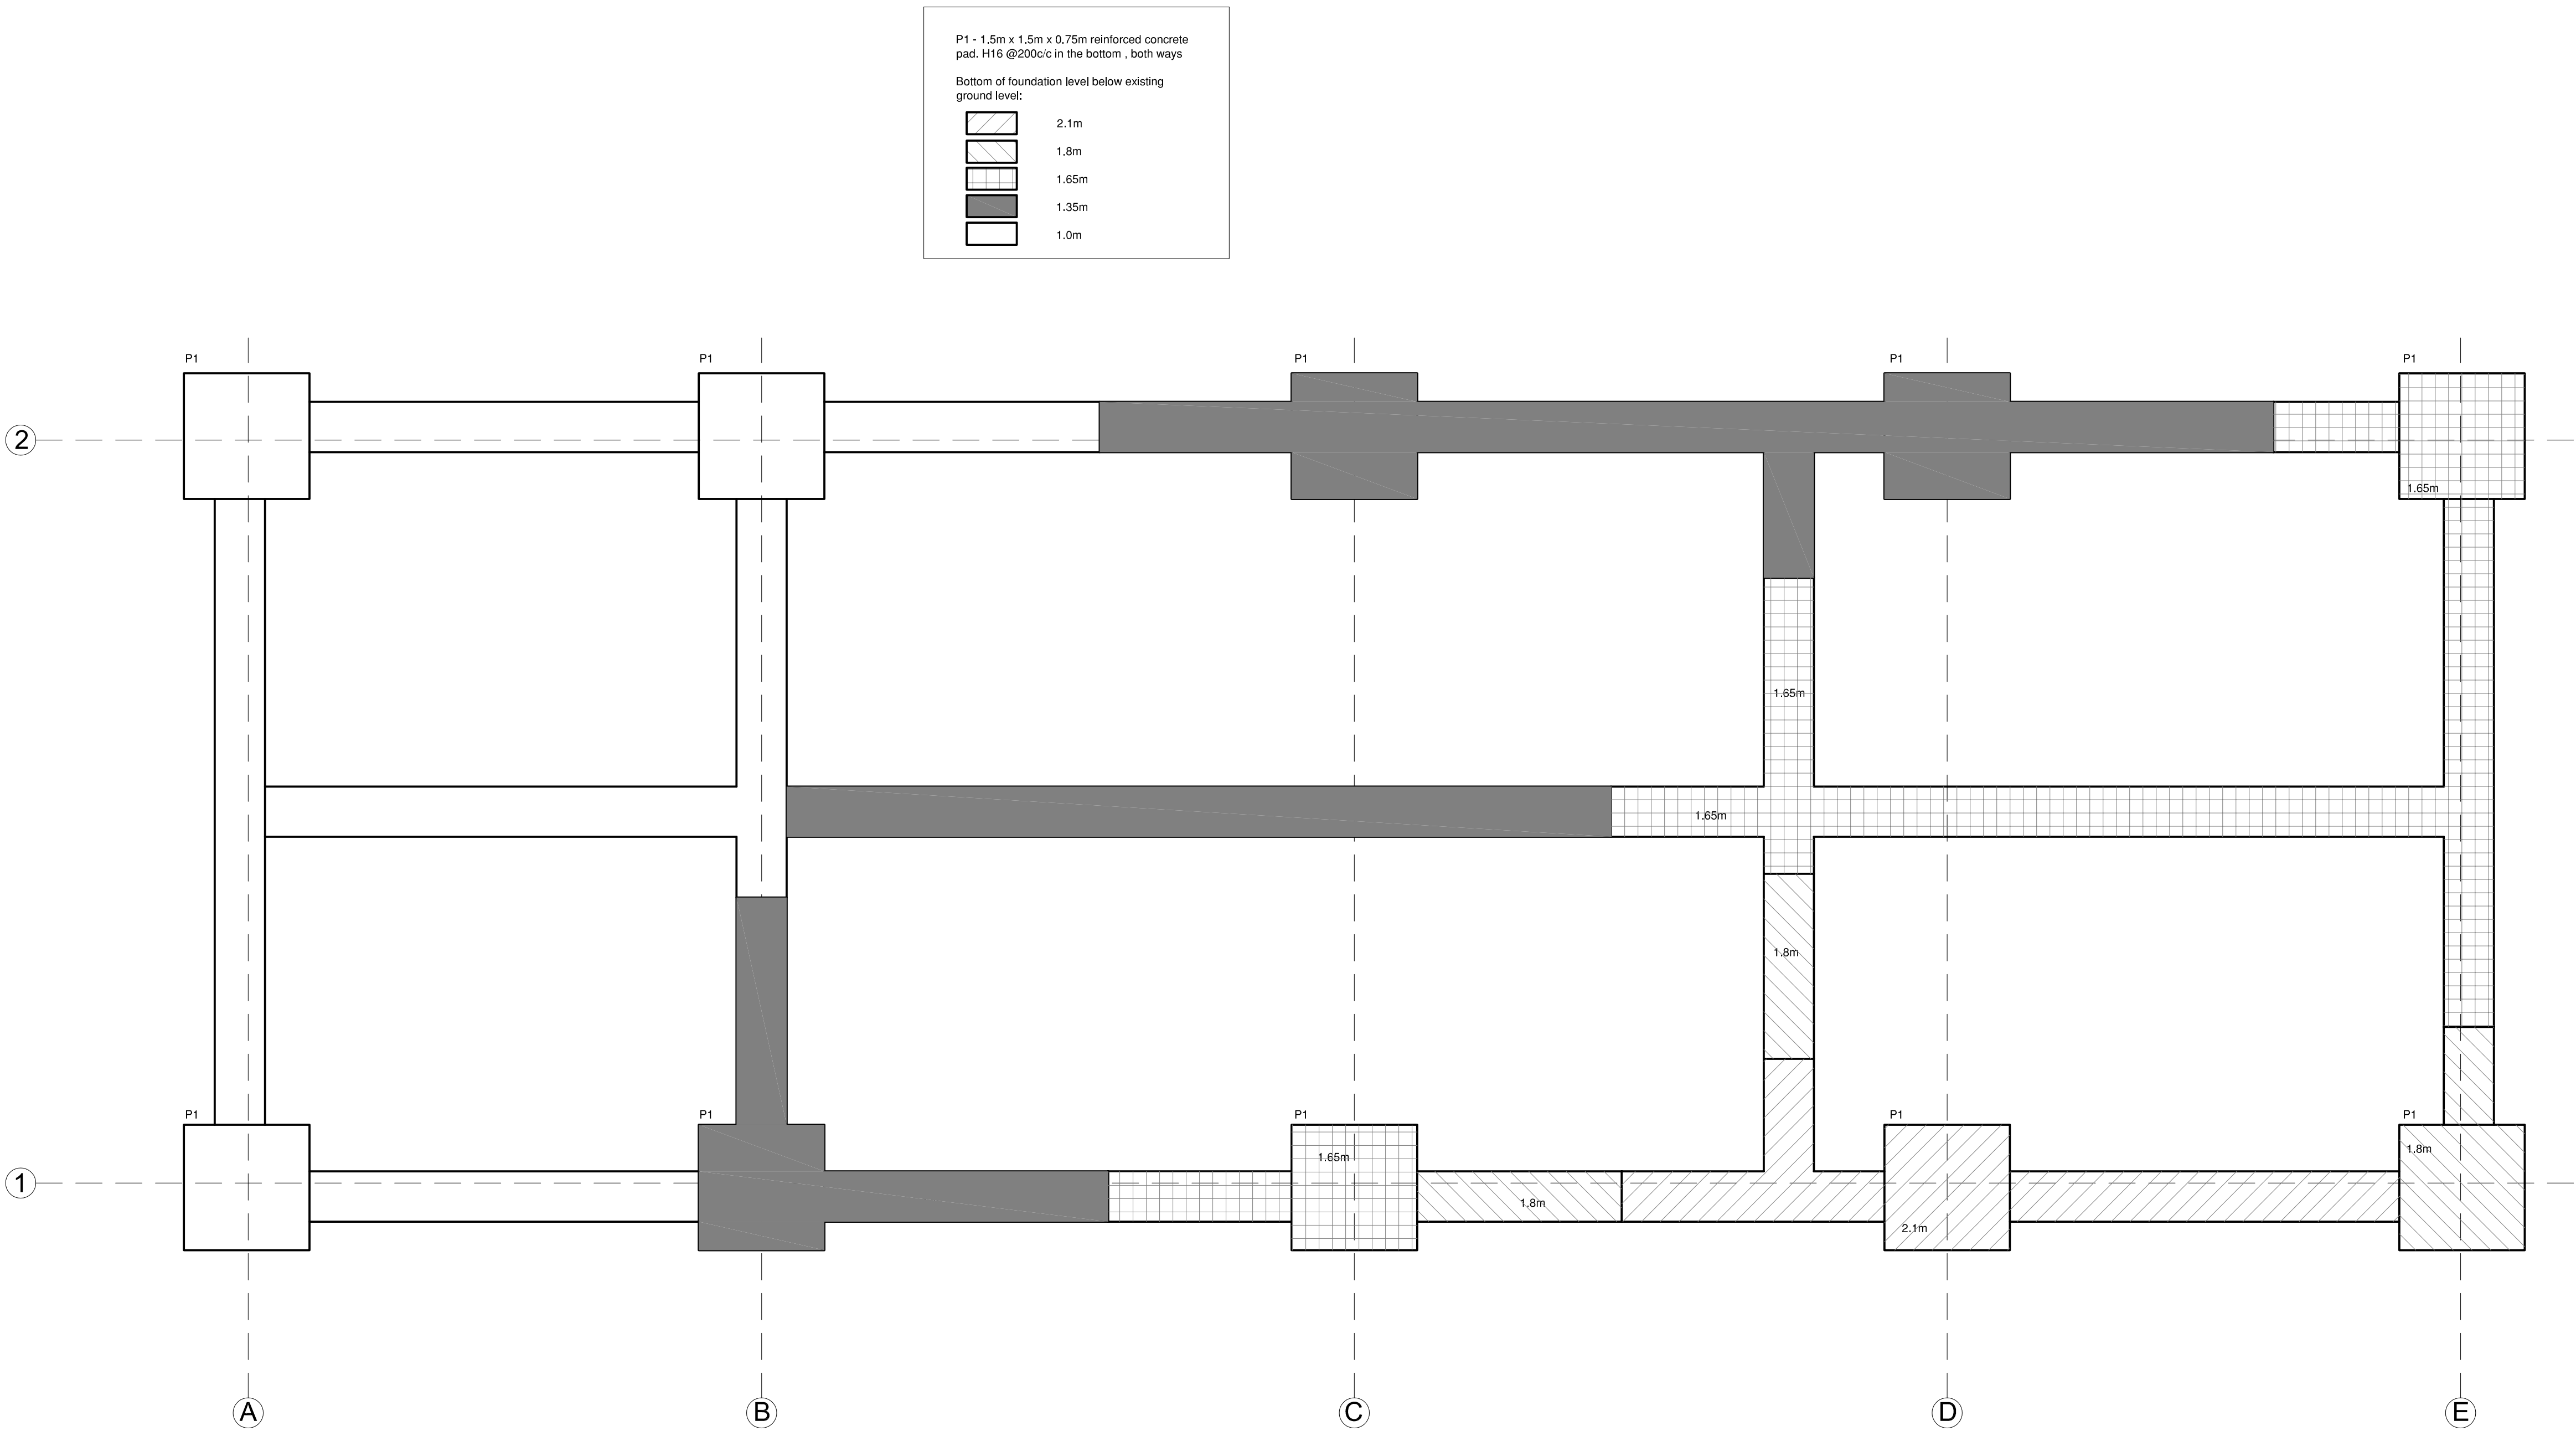 P1 - 1.5m x 1.5m x 0.75m reinforced concrete
pad. H16 @200c/c in the bottom , both ways
Bottom of foundation level below existing
ground level:
2.1m
1.8m
1.65m
1.35m
1.0m
P1
P1
P1
P1
P1
2
1.65m
1.65m
1.65m
1.8m
P1
P1
P1
P1
P1
1.8m
1.65m
1
1.8m
2.1m
A
B
C
D
E